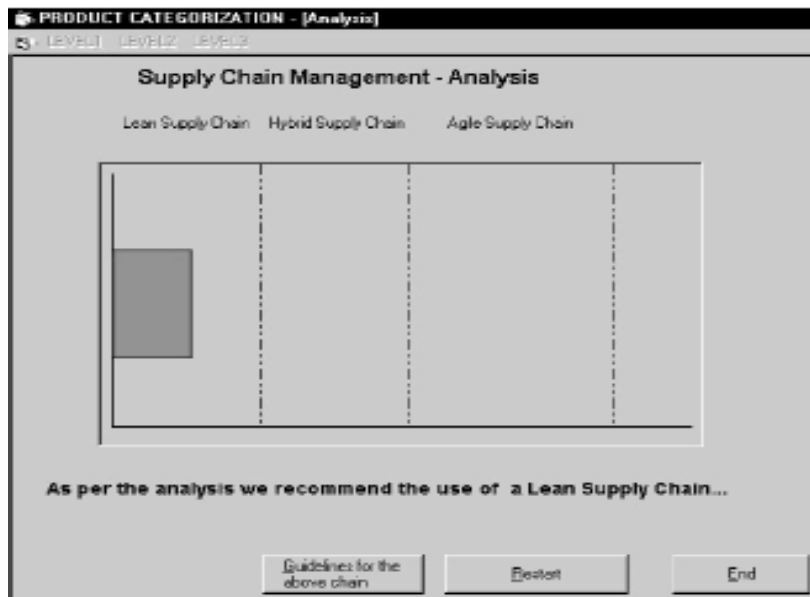 PRODUCT CATEGORIZATION - [Analysis]
LEVEL1 LEVEL2 LEVEL3
Supply Chain Management - Analysis
Lean Supply Chain Hybrid Supply Chain Agile Supply Chain
As per the analysis we recommend the use of a Lean Supply Chain...
Guidelines for the
above chain
Restart
End